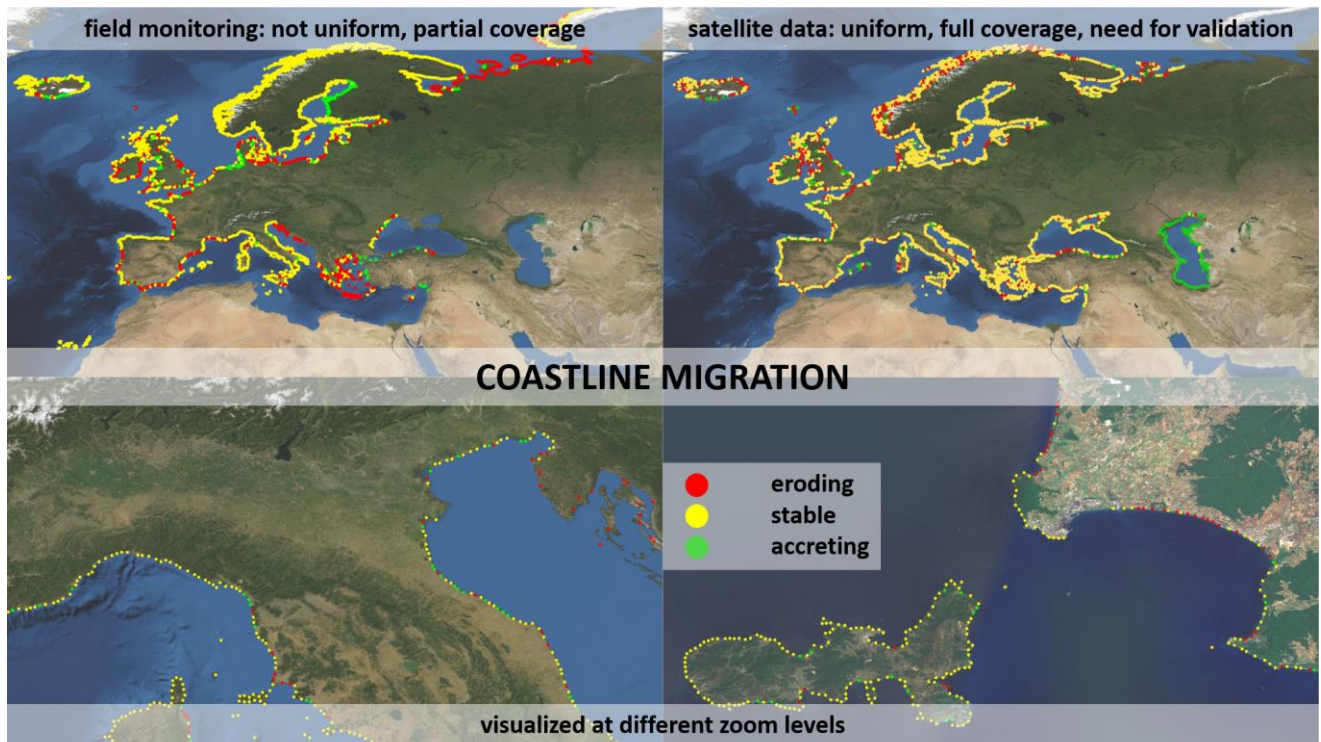 field monitoring: not uniform, partial coverage
satellite data: uniform, full coverage, need for validation
COASTLINE MIGRATION
eroding
stable
accreting
visualized at different zoom levels